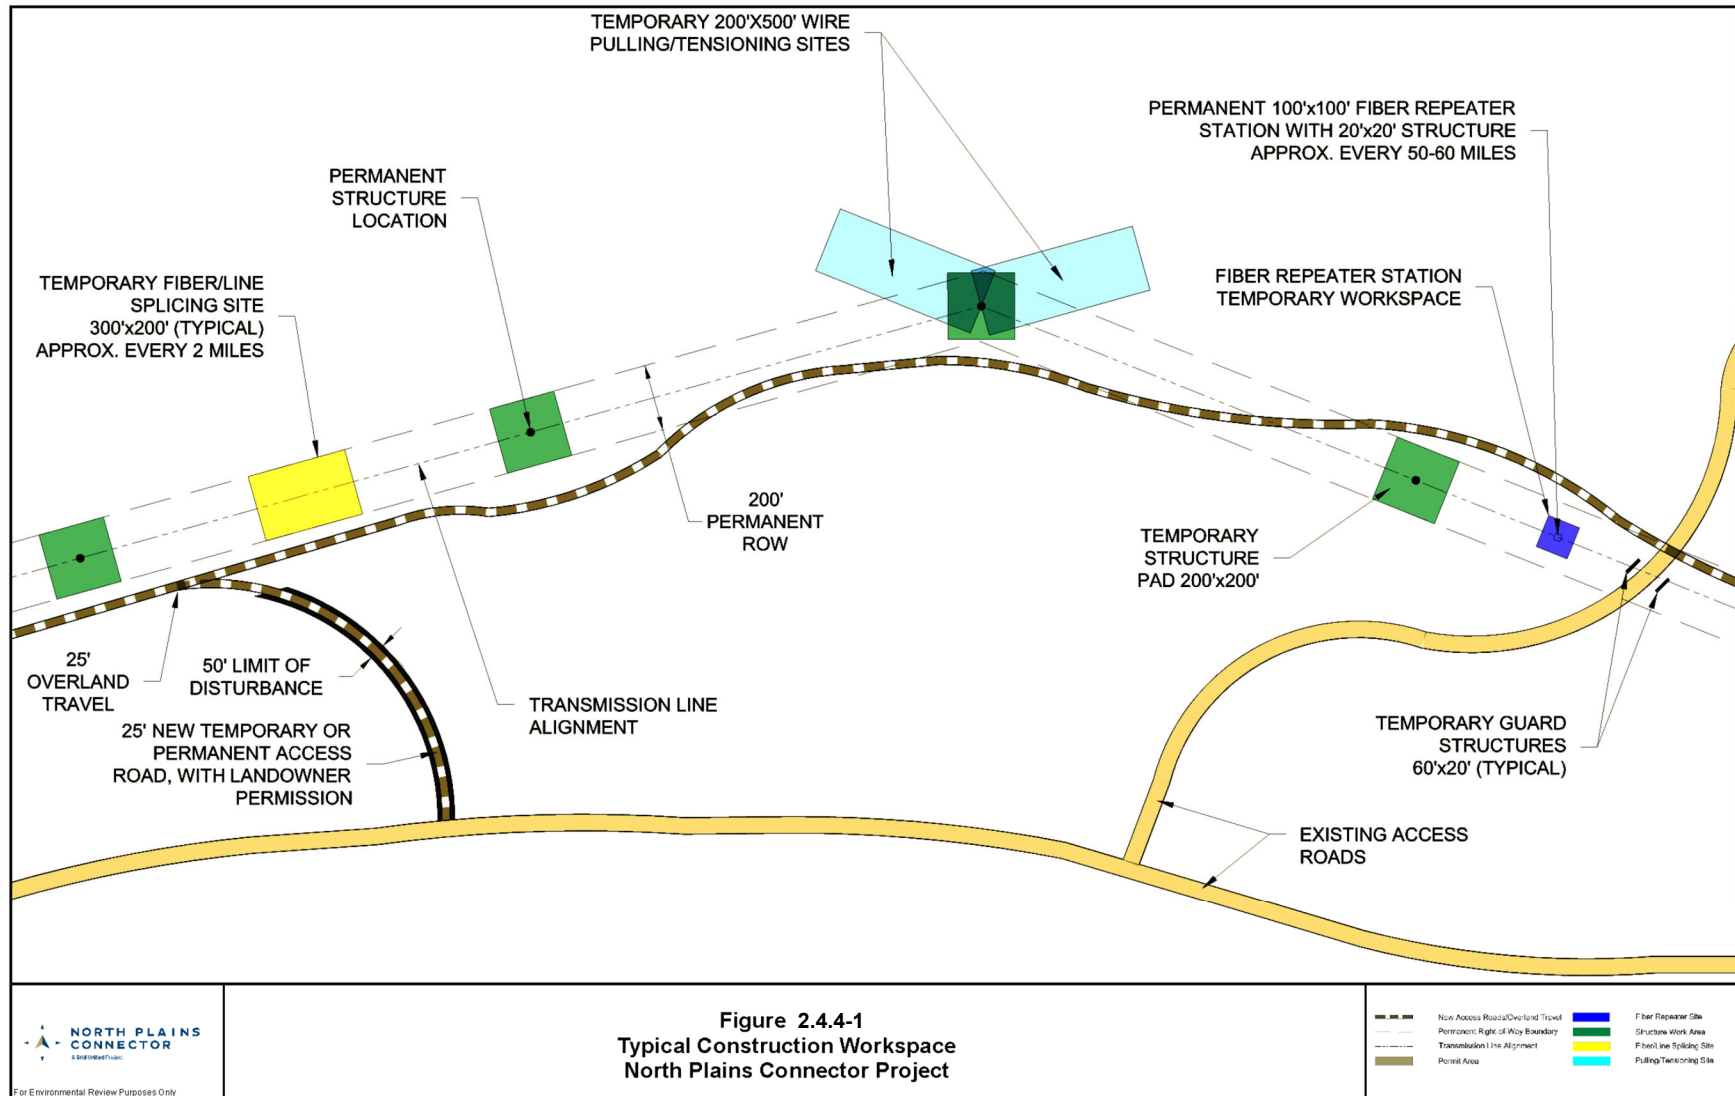 TEMPORARY 200'X500' WIRE
PULLING/TENSIONING SITES
PERMANENT 100'x100' FIBER REPEATER
STATION WITH 20'x20' STRUCTURE
APPROX. EVERY 50-60 MILES
PERMANENT
STRUCTURE
LOCATION
TEMPORARY FIBER/LINE
SPLICING SITE
300'x200' (TYPICAL)
APPROX. EVERY 2 MILES
FIBER REPEATER STATION
TEMPORARY WORKSPACE
200'
PERMANENT
ROW
TEMPORARY
STRUCTURE
PAD 200'x200'
25'
OVERLAND
TRAVEL
50' LIMIT OF
DISTURBANCE
TRANSMISSION LINE
ALIGNMENT
25' NEW TEMPORARY OR
PERMANENT ACCESS
ROAD, WITH LANDOWNER
PERMISSION
TEMPORARY GUARD
STRUCTURES
60'x20' (TYPICAL)
EXISTING ACCESS
ROADS
NORTH PLAINS
CONNECTOR
A Grid United Project
For Environmental Review Purposes Only
Figure 2.4.4-1
Typical Construction Workspace
North Plains Connector Project
New Access Roads/Overland Travel
Permanent Right-of-Way Boundary
Transmission Line Alignment
Permit Area
Fiber Repeater Site
Structure Work Area
Fiber/Line Splicing Site
Pulling/Tensioning Site